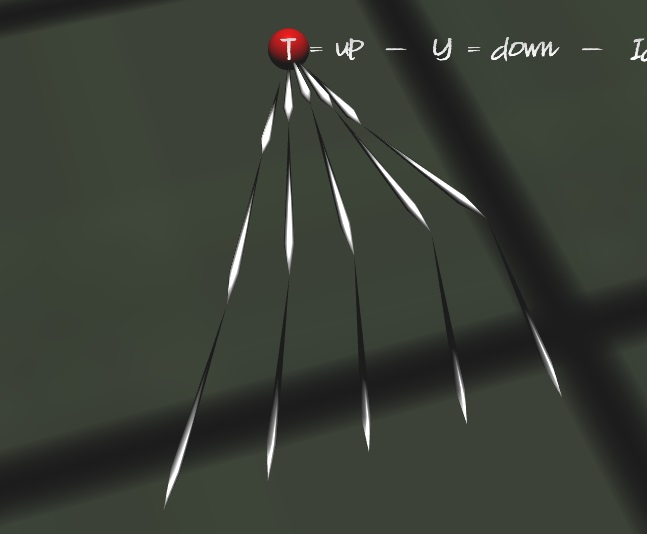 T = up – Y = down –